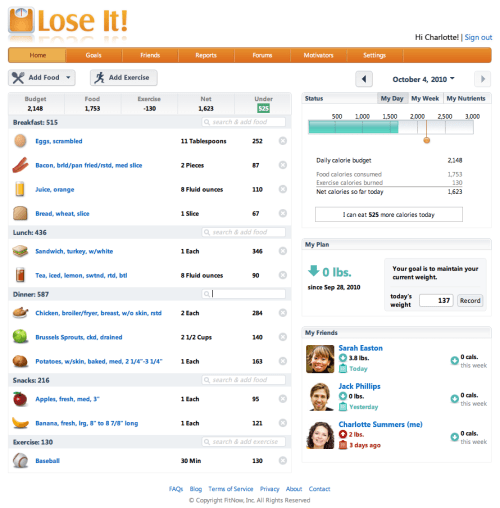 Lose It!
Hi Charlotte! | Sign out
Home Goals Friends Reports Forums Motivators Settings
Add Food Add Exercise
October 4, 2010
Budget Food Exercise Net Under
2,148 1,753 -130 1,623 525
Breakfast: 515 search & add food
Eggs, scrambled 11 Tablespoons 252
Bacon, brld/pan fried/rstd, med slice 2 Pieces 87
Juice, orange 8 Fluid ounces 110
Bread, wheat, slice 1 Slice 67
Lunch: 436 search & add food
Sandwich, turkey, w/white 1 Each 346
Tea, iced, lemon, swtnd, rtd, btl 8 Fluid ounces 90
Dinner: 587
Chicken, broiler/fryer, breast, w/o skin, rstd 2 Each 284
Brussels Sprouts, ckd, drained 2 1/2 Cups 140
Potatoes, w/skin, baked, med, 2 1/4"-3 1/4" 1 Each 163
Snacks: 216 search & add food
Apples, fresh, med, 3" 1 Each 95
Banana, fresh, lrg, 8" to 8 7/8" long 1 Each 121
Exercise: 130 search & add exercise
Baseball 30 Min 130
Status My Day My Week My Nutrients
500 1,000 1,500 2,000 2,500 3,000
Daily calorie budget 2,148
Food calories consumed 1,753
Exercise calories burned 130
Net calories so far today 1,623
I can eat 525 more calories today
My Plan
0 lbs.
since Sep 28, 2010
Your goal is to maintain your
current weight.
today's
weight 137 Record
My Friends
Sarah Easton
3.8 lbs.
Today
0 cals.
this week
Jack Phillips
0 lbs.
Yesterday
0 cals.
this week
Charlotte Summers (me)
2 lbs.
3 days ago
0 cals.
this week
FAQs Blog Terms of Service Privacy About Contact
© Copyright FitNow, Inc, All Rights Reserved